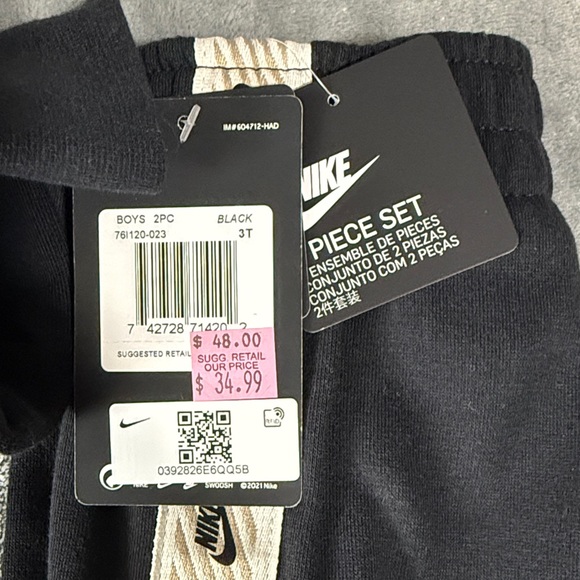 IM#604712-HAD
BOYS 2PC BLACK
76I120-023 3T
7 42728 71420 2
SUGGESTED RETAIL
$ 48.00
SUGG. RETAIL
OUR PRICE
$ 34.99
RFID
0392826E6QQ5B
NIKE SWOOSH ©2021 Nike
NIKE
PIECE SET
ENSEMBLE DE PIECES
CONJUNTO DE 2 PIEZAS
CONJUNTO COM 2 PEÇAS
2件套装
NIKE